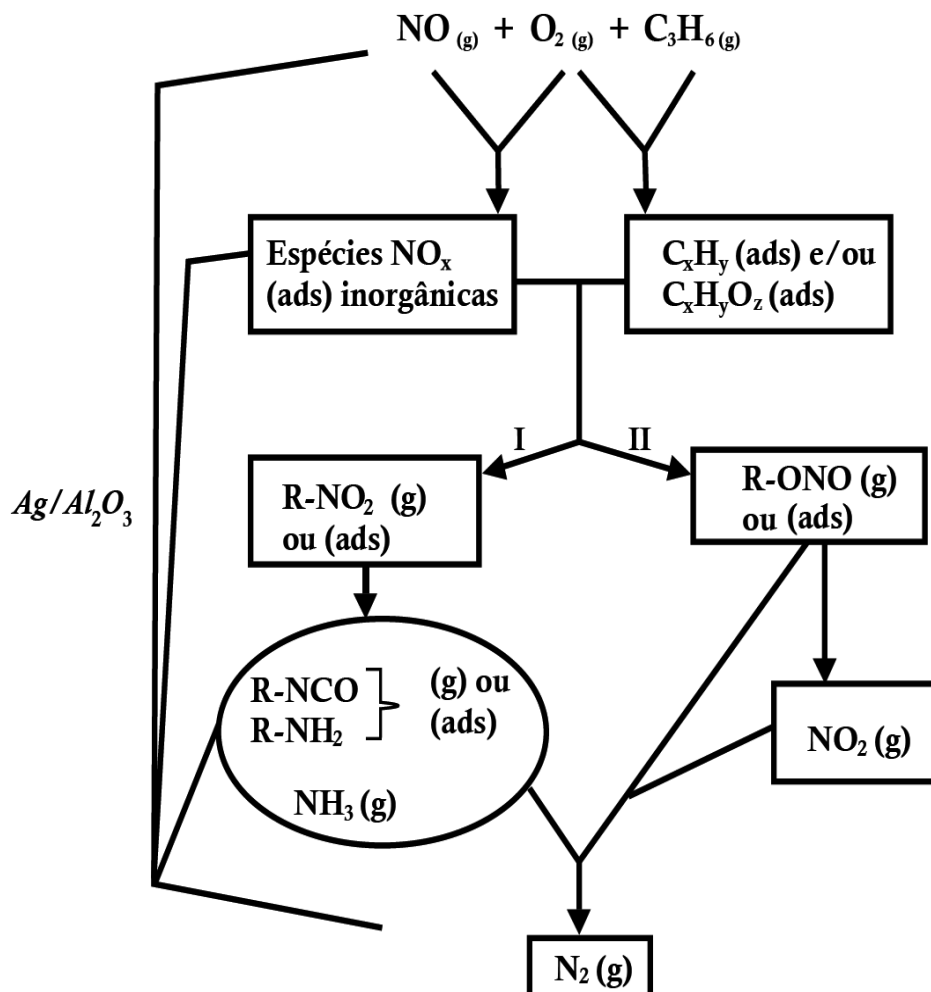 NO (g) + O2 (g) + C3H6 (g)
Espécies NOx
(ads) inorgânicas
CxHy (ads) e/ou
CxHyOz (ads)
I
II
R-NO2 (g)
ou (ads)
R-ONO (g)
ou (ads)
Ag/Al2O3
R-NCO
R-NH2
(g) ou
(ads)
NH3 (g)
NO2 (g)
N2 (g)